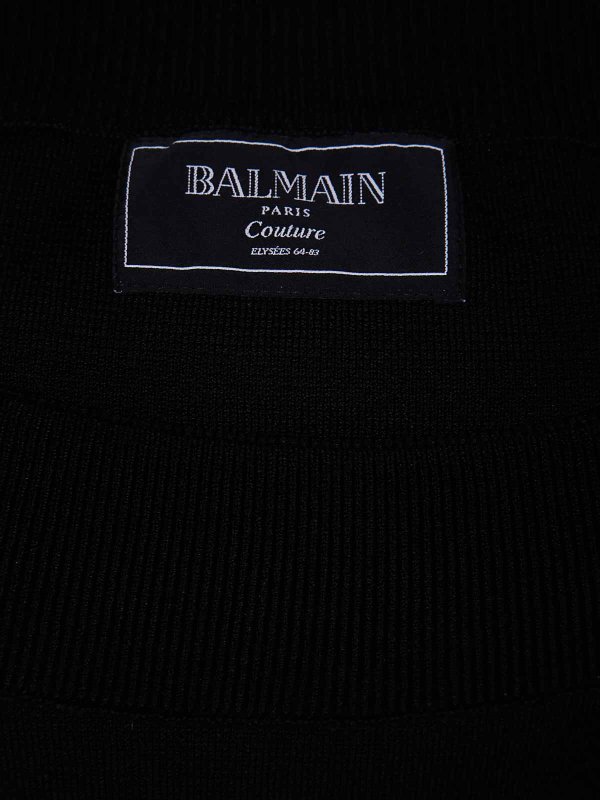 BALMAIN
PARIS
Couture
ELYSÉES 64-83